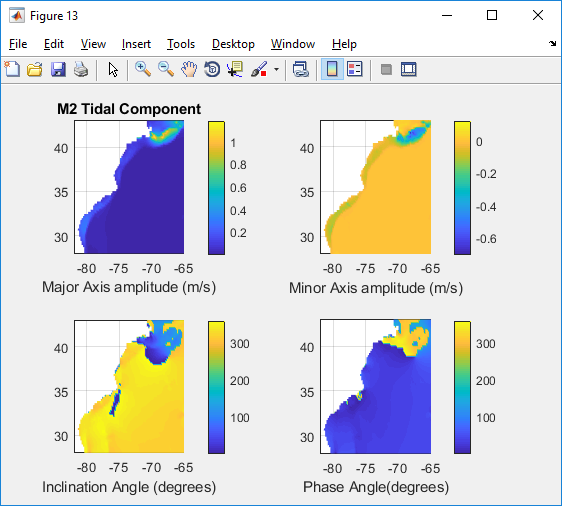 Figure 13
File Edit View Insert Tools Desktop Window Help
M2 Tidal Component
40
35
30
-80 -75 -70 -65
Major Axis amplitude (m/s)
1
0.8
0.6
0.4
0.2
40
35
30
-80 -75 -70 -65
Minor Axis amplitude (m/s)
0
-0.2
-0.4
-0.6
40
35
30
-80 -75 -70 -65
Inclination Angle (degrees)
300
200
100
40
35
30
-80 -75 -70 -65
Phase Angle(degrees)
300
200
100